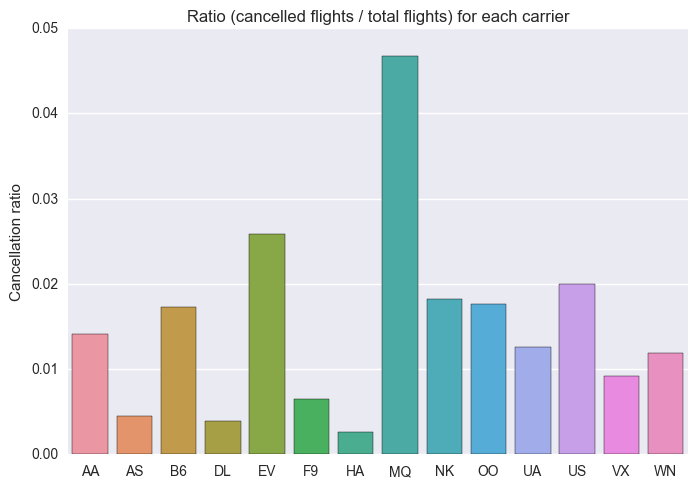 Ratio (cancelled flights / total flights) for each carrier
0.05
0.04
0.03
0.02
0.01
0.00
Cancellation ratio
AA AS B6 DL EV F9 HA MQ NK OO UA US VX WN